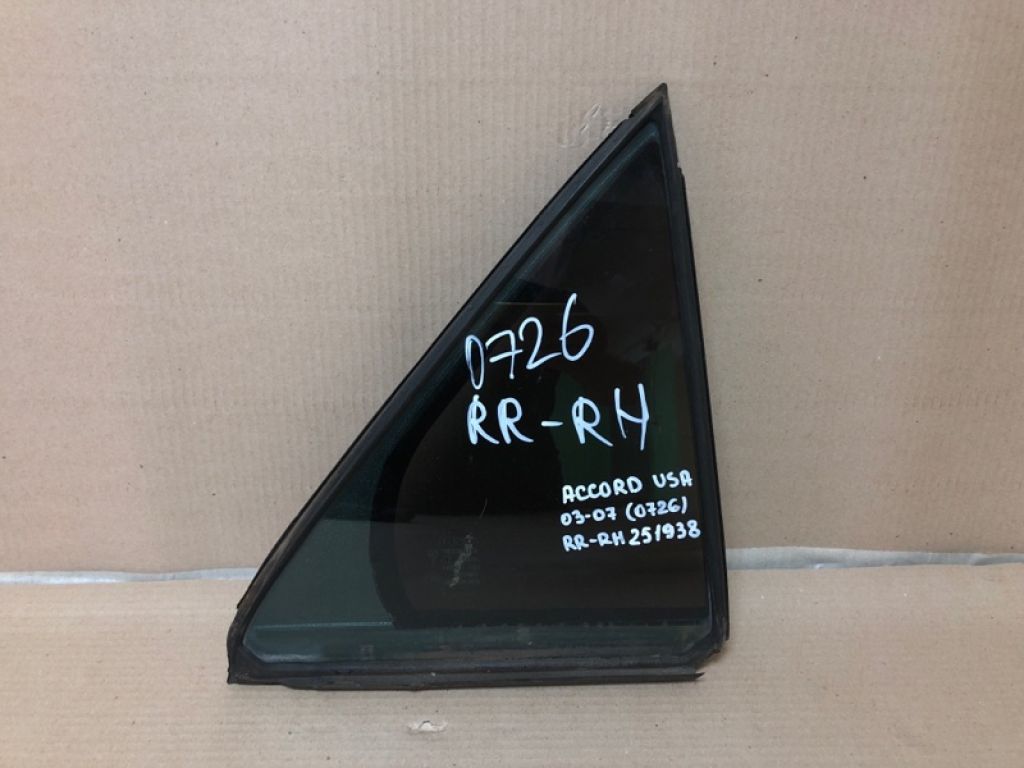 0726
RR-RH
ACCORD USA
03-07 (0726)
RR-RH 251938